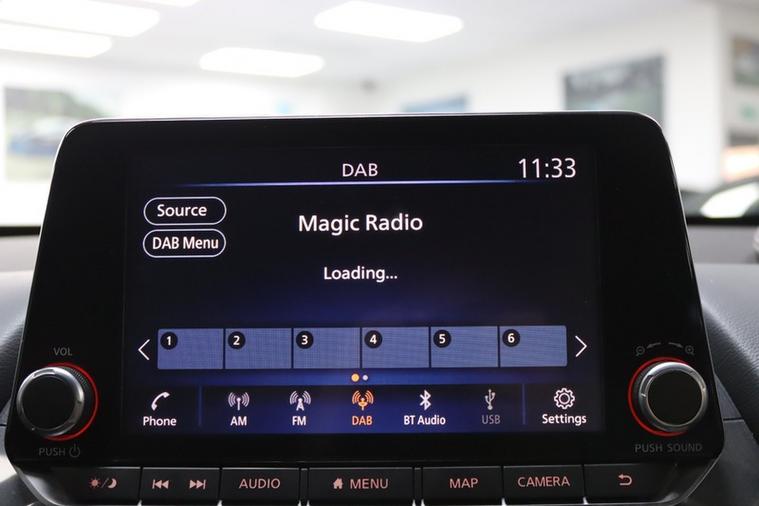 DAB 11:33
Source
Magic Radio
DAB Menu
Loading...
1 2 3 4 5 6
VOL
Phone AM FM DAB BT Audio USB Settings
PUSH PUSH SOUND
AUDIO MENU MAP CAMERA